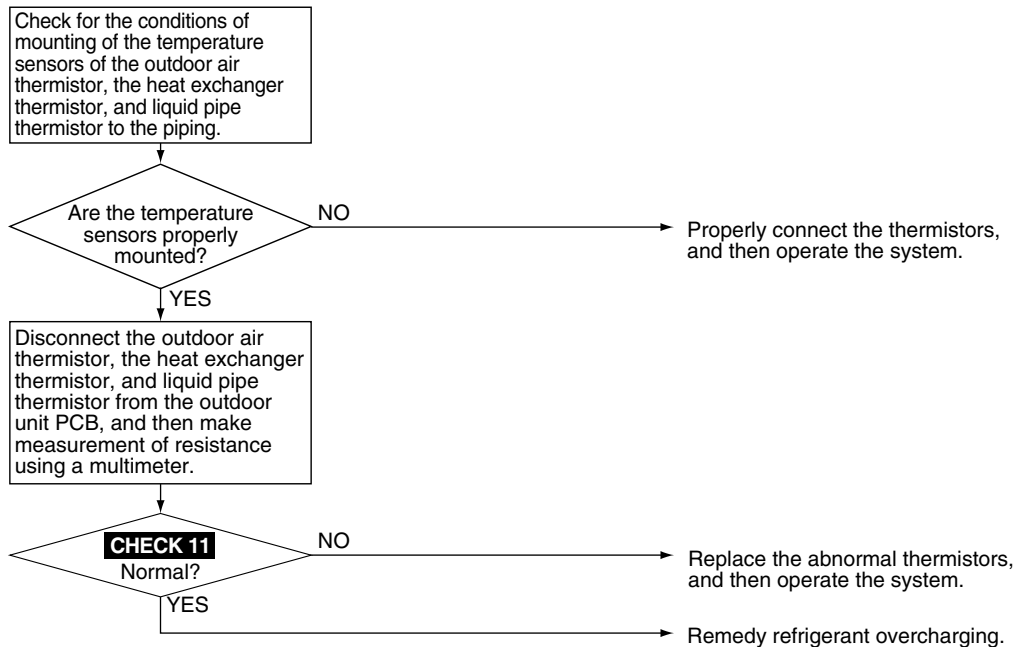 Check for the conditions of
mounting of the temperature
sensors of the outdoor air
thermistor, the heat exchanger
thermistor, and liquid pipe
thermistor to the piping.
Are the temperature
sensors properly
mounted?
NO
Properly connect the thermistors,
and then operate the system.
YES
Disconnect the outdoor air
thermistor, the heat exchanger
thermistor, and liquid pipe
thermistor from the outdoor
unit PCB, and then make
measurement of resistance
using a multimeter.
CHECK 11
Normal?
NO
Replace the abnormal thermistors,
and then operate the system.
YES
Remedy refrigerant overcharging.